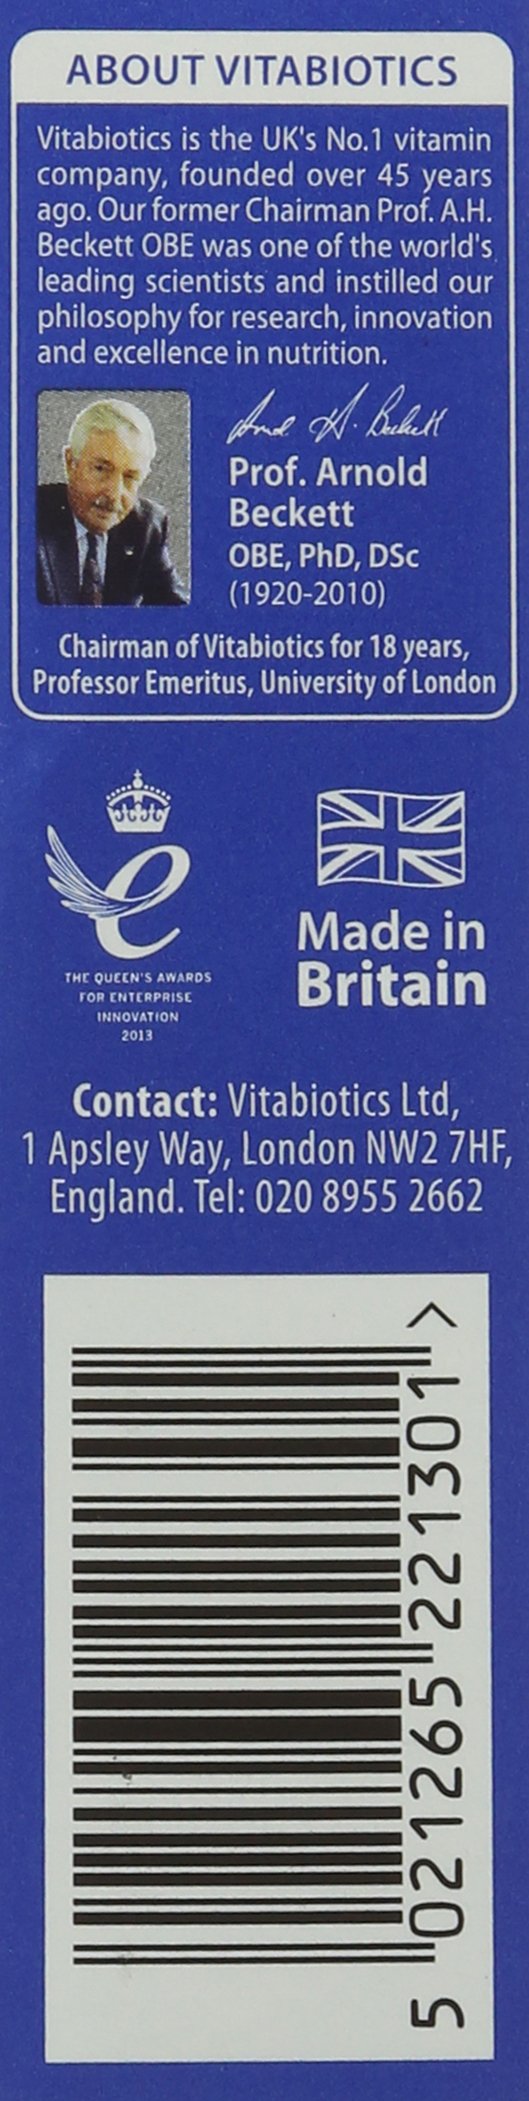 ABOUT VITABIOTICS
Vitabiotics is the UK's No.1 vitamin
company, founded over 45 years
ago. Our former Chairman Prof. A.H.
Beckett OBE was one of the world's
leading scientists and instilled our
philosophy for research, innovation
and excellence in nutrition.
Prof. Arnold
Beckett
OBE, PhD, DSc
(1920-2010)
Chairman of Vitabiotics for 18 years,
Professor Emeritus, University of London
e
THE QUEEN'S AWARDS
FOR ENTERPRISE
INNOVATION
2013
Made in
Britain
Contact: Vitabiotics Ltd,
1 Apsley Way, London NW2 7HF,
England. Tel: 020 8955 2662
5 021265 221301 >